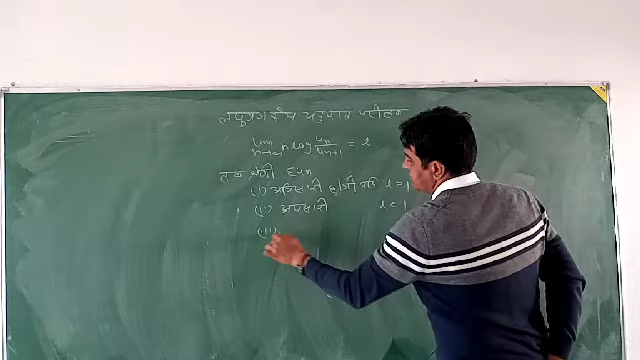 लघुगणकीय अनुपात परीक्षण
lim n→∞ n log un/un+1 = l
तब श्रेणी Σun
(i) अभिसारी होगी यदि l = 1
(ii) अपसारी l < 1
(iii)